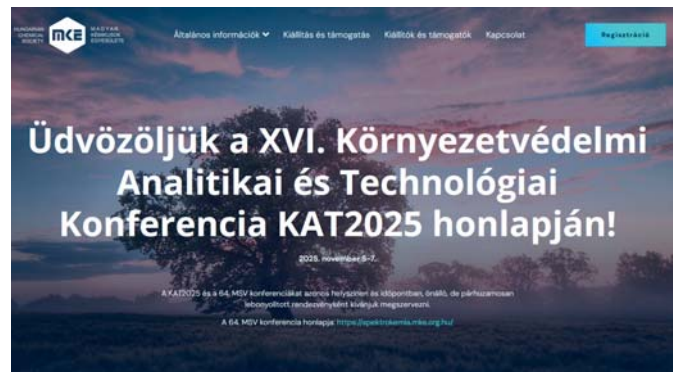 HUNGARIAN
CHEMICAL
SOCIETY
MKE
MAGYAR
KÉMIKUSOK
EGYESÜLETE
Általános információk
Kiállítás és támogatás
Kiállítók és támogatók
Kapcsolat
Regisztráció
Üdvözöljük a XVI. Környezetvédelmi
Analitikai és Technológiai
Konferencia KAT2025 honlapján!
2025. november 5-7.
A KAT2025 és a 64. MSV konferenciákat azonos helyszínen és időpontban, önálló, de párhuzamosan
lebonyolított rendezvényként kívánjuk megszervezni.
A 64. MSV konferencia honlapja: https://spektrokemia.mke.org.hu/